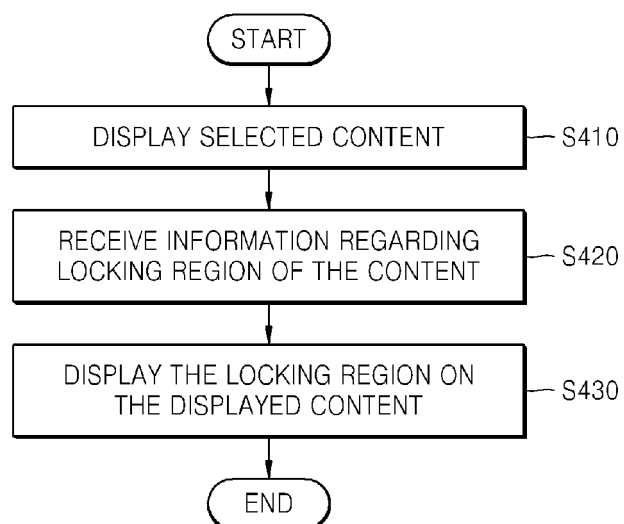 START
DISPLAY SELECTED CONTENT
S410
RECEIVE INFORMATION REGARDING
LOCKING REGION OF THE CONTENT
S420
DISPLAY THE LOCKING REGION ON
THE DISPLAYED CONTENT
S430
END